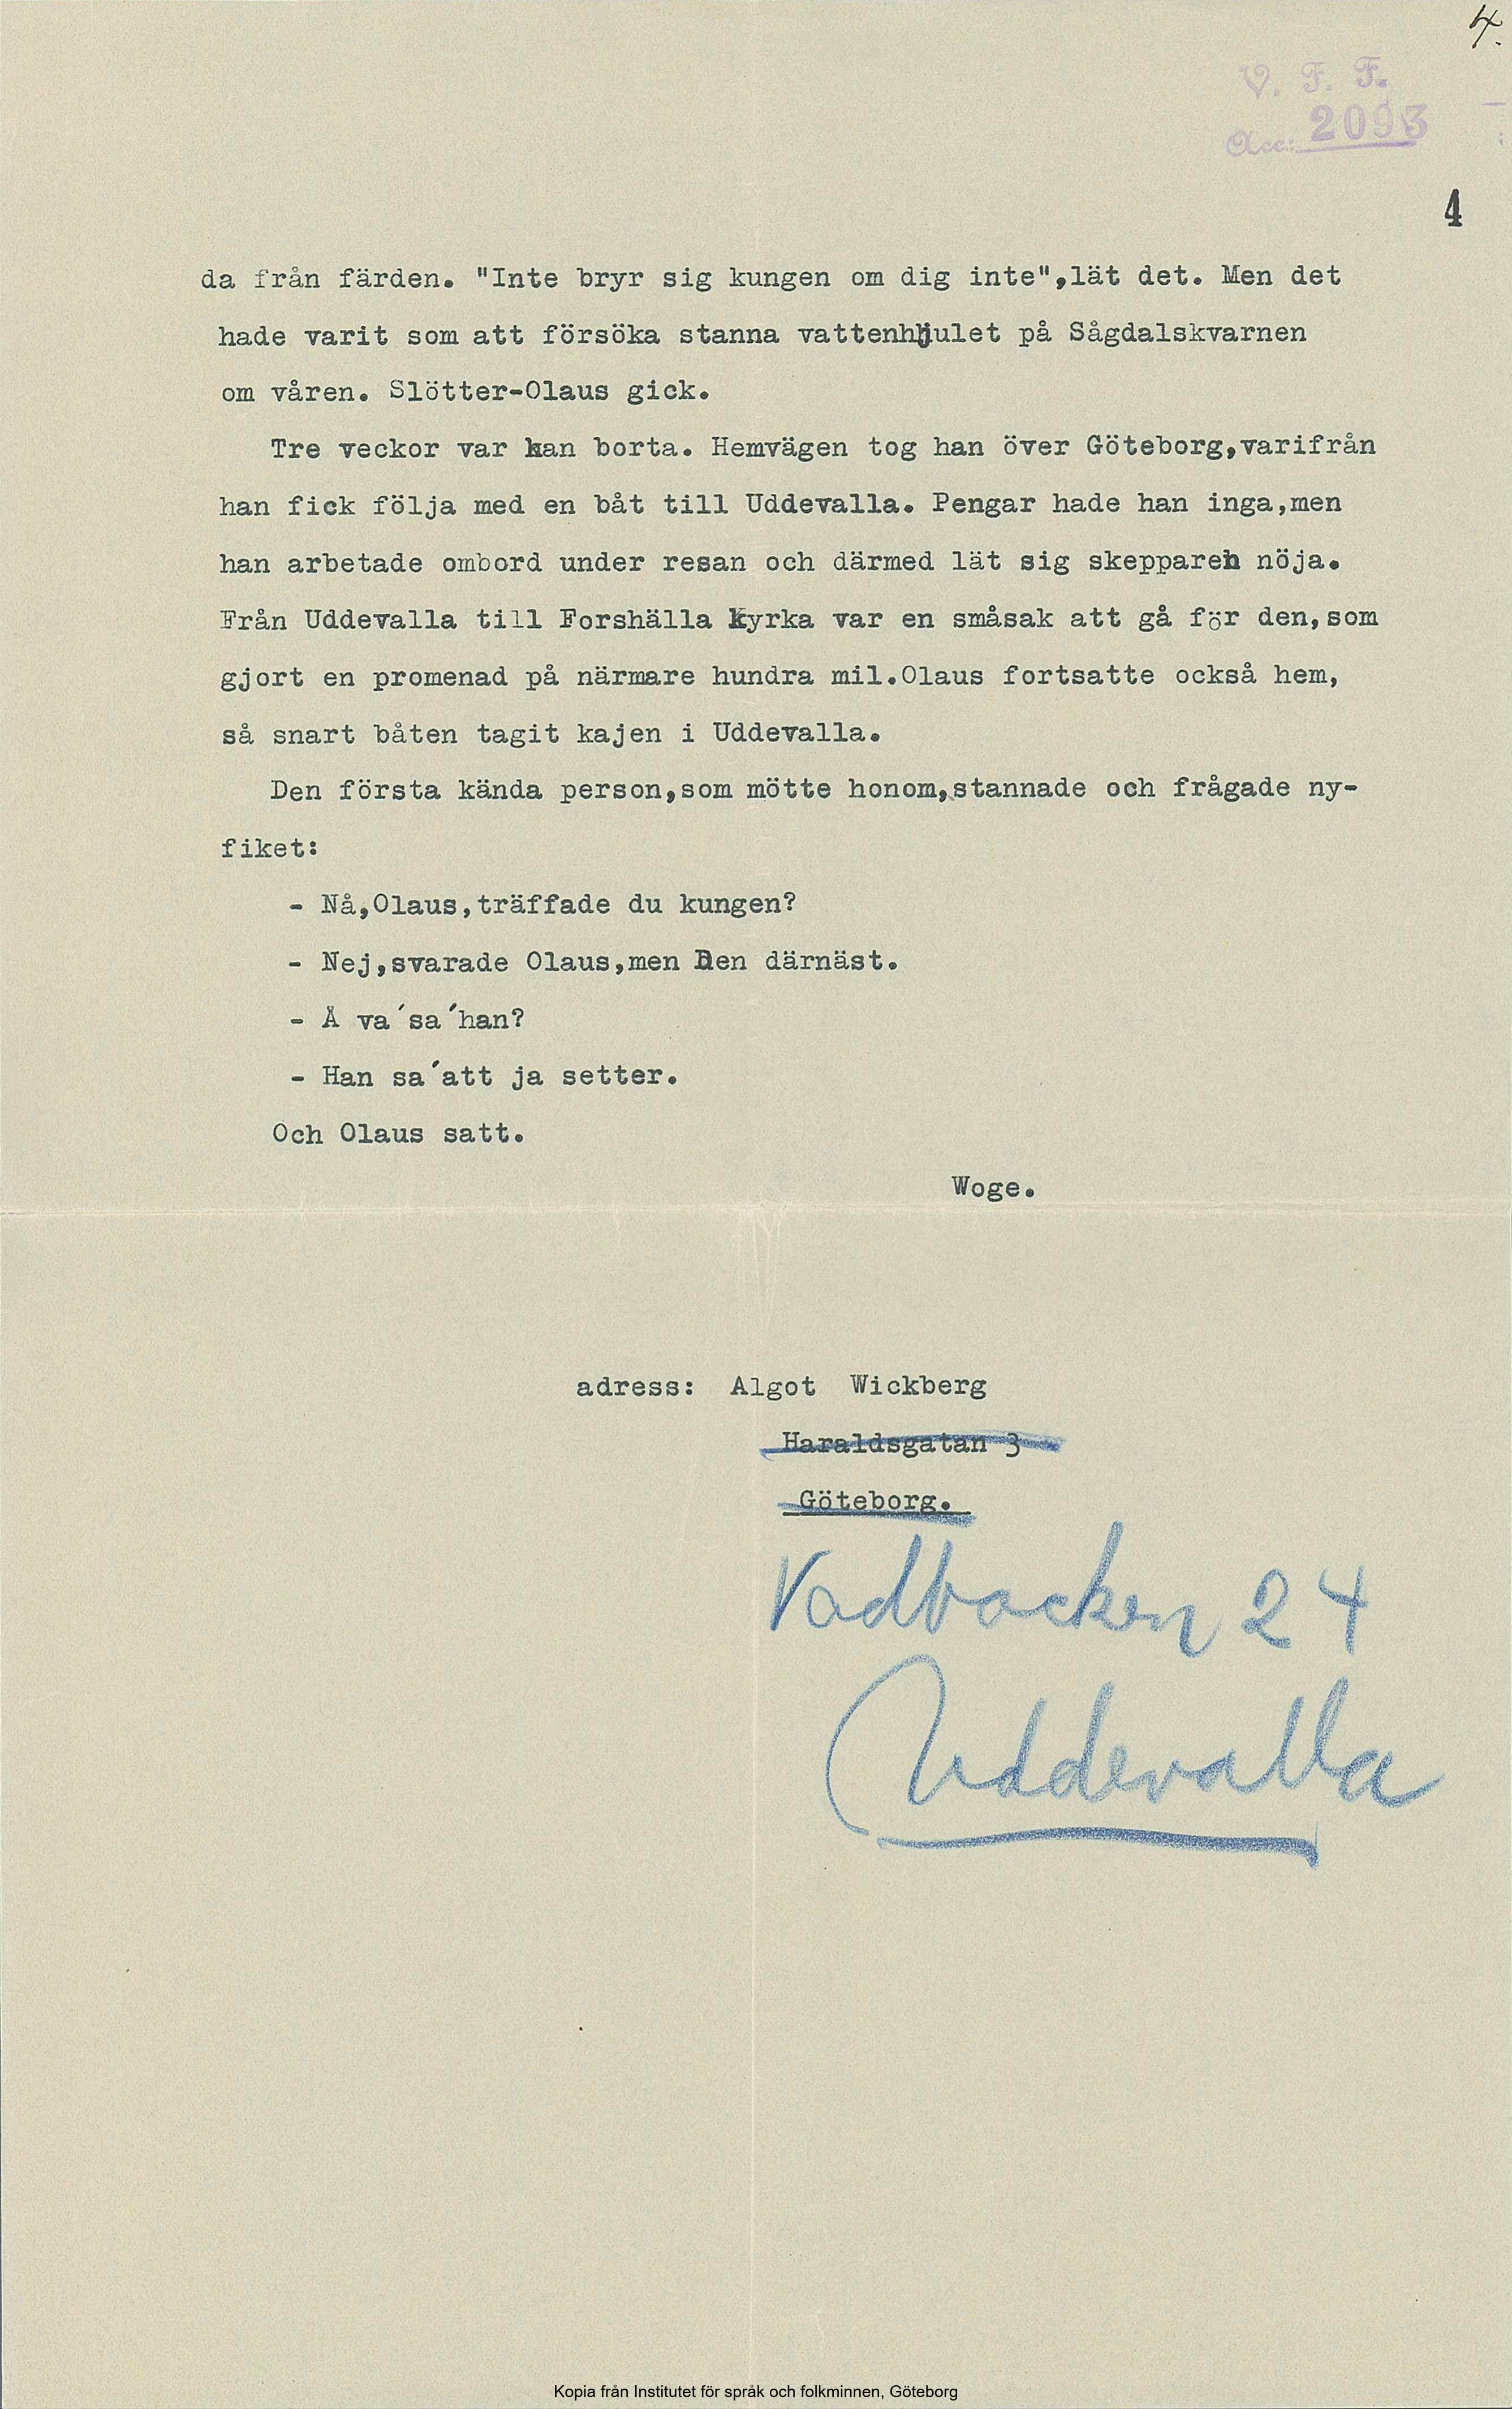 4.
V. F. F.
Acc: 2093
4
da från färden. "Inte bryr sig kungen om dig inte",lät det. Men det
hade varit som att försöka stanna vattenhjulet på Sågdalskvarnen
om våren. Slötter-Olaus gick.
Tre veckor var han borta. Hemvägen tog han över Göteborg,varifrån
han fick följa med en båt till Uddevalla. Pengar hade han inga,men
han arbetade ombord under resan och därmed lät sig skepparen nöja.
Från Uddevalla till Forshälla kyrka var en småsak att gå för den,som
gjort en promenad på närmare hundra mil.Olaus fortsatte också hem,
så snart båten tagit kajen i Uddevalla.
Den första kända person,som mötte honom,stannade och frågade ny-
fiket:
- Nå,Olaus,träffade du kungen?
- Nej,svarade Olaus,men Den därnäst.
- Å va´sa´han?
- Han sa´att ja setter.
Och Olaus satt.
Woge.
adress: Algot Wickberg
Haraldsgatan 3
Göteborg.
Vadbacken 24
Uddevalla
Kopia från Institutet för språk och folkminnen, Göteborg